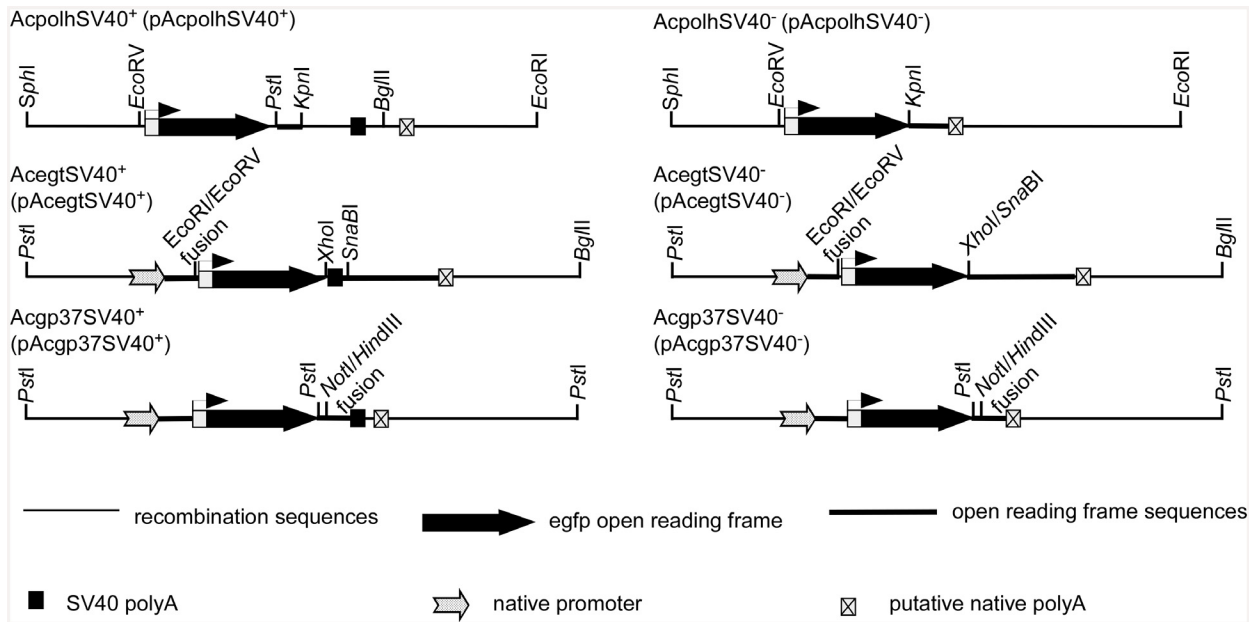 AcpolhSV40+ (pAcpolhSV40+)
SphI
EcoRV
PstI
KpnI
BglII
EcoRI
AcpolhSV40- (pAcpolhSV40-)
SphI
EcoRV
KpnI
EcoRI
AcegtSV40+
(pAcegtSV40+)
PstI
EcoRI/EcoRV
fusion
XhoI
SnaBI
BglII
AcegtSV40-
(pAcegtSV40-)
PstI
EcoRI/EcoRV
fusion
XhoI/SnaBI
BglII
Acgp37SV40+
(pAcgp37SV40+)
PstI
PstI
NotI/HindIII
fusion
PstI
Acgp37SV40-
(pAcgp37SV40-)
PstI
PstI
NotI/HindIII
fusion
PstI
recombination sequences
egfp open reading frame
open reading frame sequences
SV40 polyA
native promoter
putative native polyA